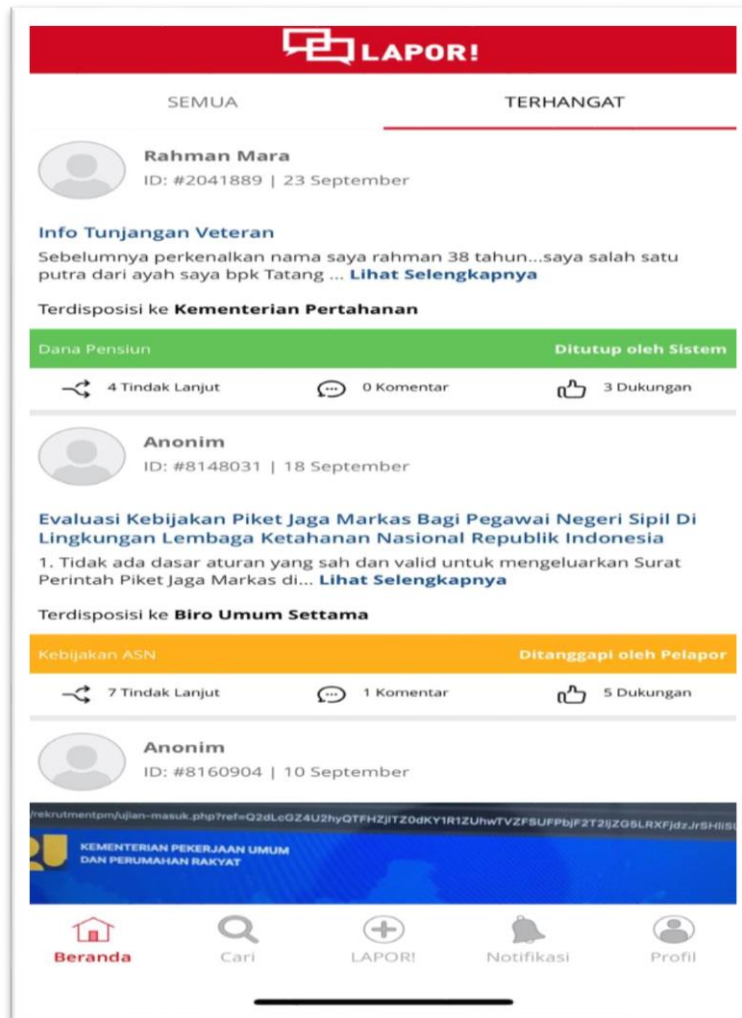 LAPOR!
SEMUA
TERHANGAT
Rahman Mara
ID: #2041889 | 23 September
Info Tunjangan Veteran
Sebelumnya perkenalkan nama saya rahman 38 tahun...saya salah satu
putra dari ayah saya bpk Tatang ... Lihat Selengkapnya
Terdisposisi ke Kementerian Pertahanan
Dana Pensiun
Ditutup oleh Sistem
4 Tindak Lanjut
0 Komentar
3 Dukungan
Anonim
ID: #8148031 | 18 September
Evaluasi Kebijakan Piket Jaga Markas Bagi Pegawai Negeri Sipil Di
Lingkungan Lembaga Ketahanan Nasional Republik Indonesia
1. Tidak ada dasar aturan yang sah dan valid untuk mengeluarkan Surat
Perintah Piket Jaga Markas di... Lihat Selengkapnya
Terdisposisi ke Biro Umum Settama
Kebijakan ASN
Ditanggapi oleh Pelapor
7 Tindak Lanjut
1 Komentar
5 Dukungan
Anonim
ID: #8160904 | 10 September
KEMENTERIAN PEKERJAAN UMUM
DAN PERUMAHAN RAKYAT
Beranda
Cari
LAPOR!
Notifikasi
Profil